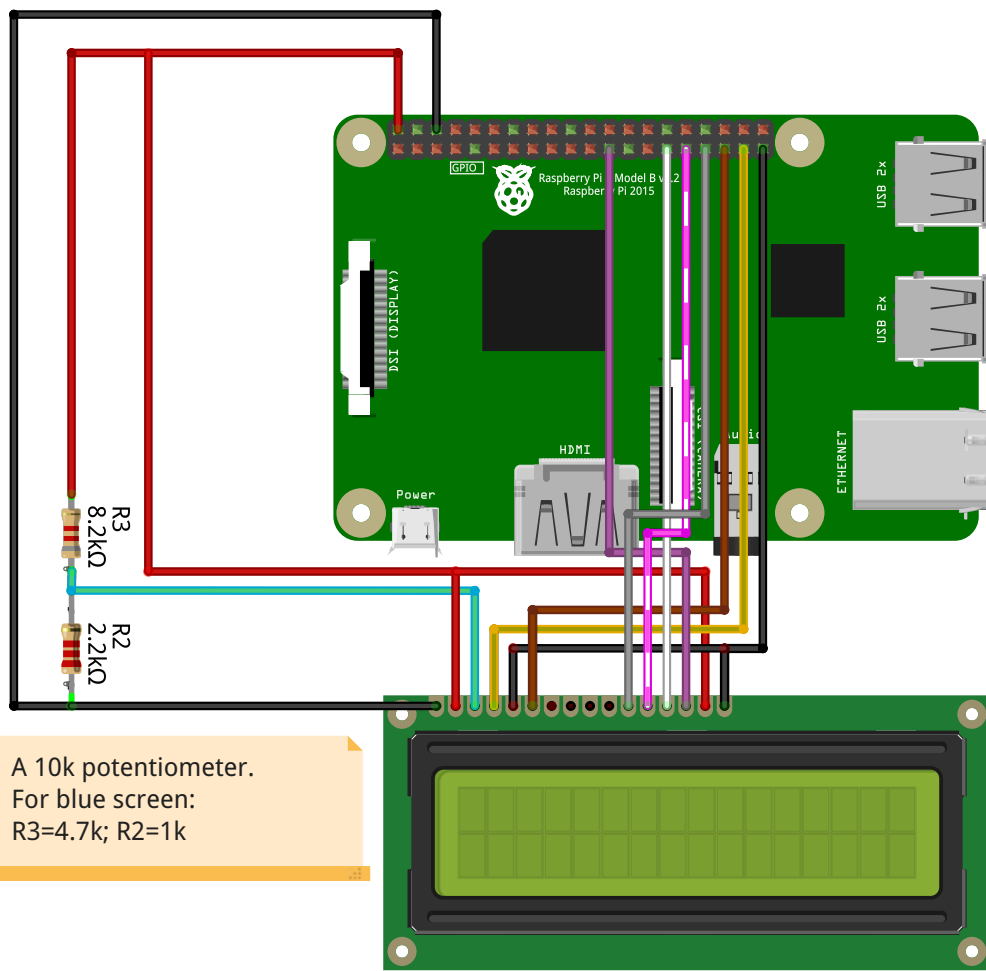 GPIO
Raspberry Pi Model B v .2
Raspberry Pi 2015
USB 2x
DSI (DISPLAY)
USB 2x
HDMI
ETHERNET
Power
R3
8.2kΩ
R2
2.2kΩ
A 10k potentiometer.
For blue screen:
R3=4.7k; R2=1k